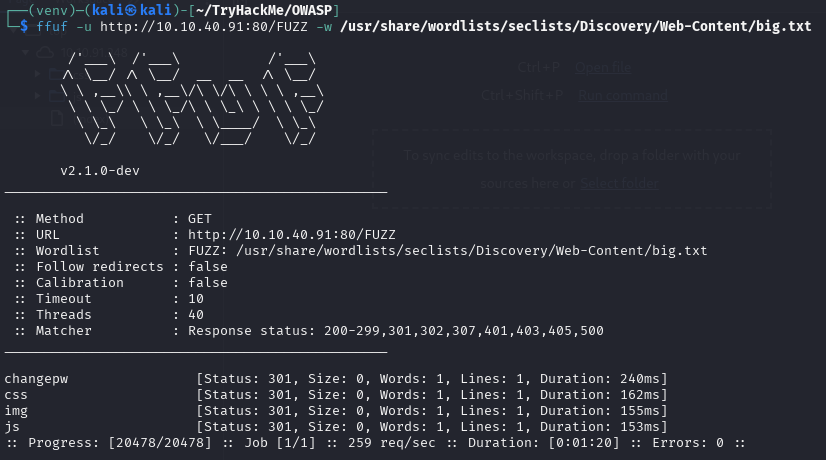 ┌──(venv)─(kali㉿kali)-[~/TryHackMe/OWASP]
└─$ ffuf -u http://10.10.40.91:80/FUZZ -w /usr/share/wordlists/seclists/Discovery/Web-Content/big.txt
Ctrl+P Open file
Ctrl+Shift+P Run command
To sync edits to the workspace, drop a folder with your
sources here or Select folder
v2.1.0-dev
________________________________________________
:: Method : GET
:: URL : http://10.10.40.91:80/FUZZ
:: Wordlist : FUZZ: /usr/share/wordlists/seclists/Discovery/Web-Content/big.txt
:: Follow redirects : false
:: Calibration : false
:: Timeout : 10
:: Threads : 40
:: Matcher : Response status: 200-299,301,302,307,401,403,405,500
________________________________________________
changepw [Status: 301, Size: 0, Words: 1, Lines: 1, Duration: 240ms]
css [Status: 301, Size: 0, Words: 1, Lines: 1, Duration: 162ms]
img [Status: 301, Size: 0, Words: 1, Lines: 1, Duration: 155ms]
js [Status: 301, Size: 0, Words: 1, Lines: 1, Duration: 153ms]
:: Progress: [20478/20478] :: Job [1/1] :: 259 req/sec :: Duration: [0:01:20] :: Errors: 0 ::